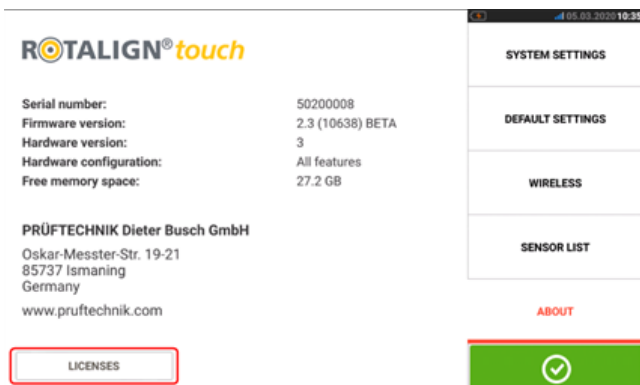 ROTALIGN® touch
Serial number: 50200008
Firmware version: 2.3 (10638) BETA
Hardware version: 3
Hardware configuration: All features
Free memory space: 27.2 GB
PRÜFTECHNIK Dieter Busch GmbH
Oskar-Messter-Str. 19-21
85737 Ismaning
Germany
www.pruftechnik.com
LICENSES
05.03.2020 10:35
SYSTEM SETTINGS
DEFAULT SETTINGS
WIRELESS
SENSOR LIST
ABOUT